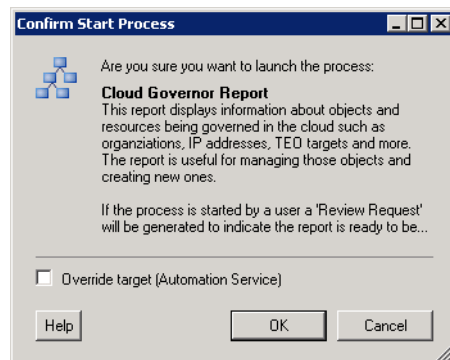 Confirm Start Process
Are you sure you want to launch the process:
Cloud Governor Report
This report displays information about objects and
resources being governed in the cloud such as
organziations, IP addresses, TEO targets and more.
The report is useful for managing those objects and
creating new ones.
If the process is started by a user a 'Review Request'
will be generated to indicate the report is ready to be...
Override target (Automation Service)
Help
OK
Cancel